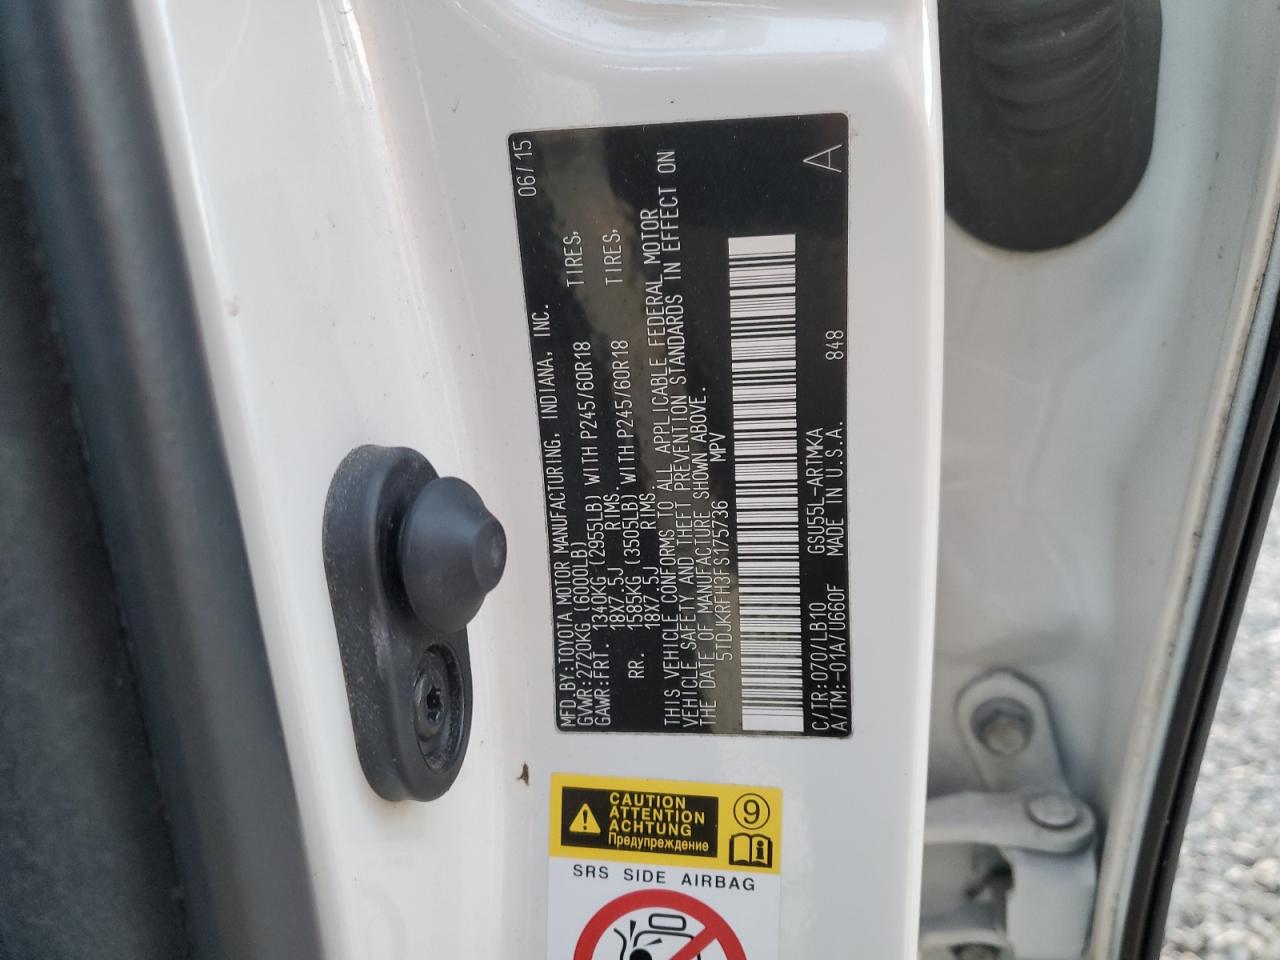 MFD.BY:TOYOTA MOTOR MANUFACTURING, INDIANA, INC. 06/15
GVWR:2720KG (6000LB)
GAWR:FRT. 1340KG (2955LB) WITH P245/60R18 TIRES,
18X7.5J RIMS.
RR. 1585KG (3505LB) WITH P245/60R18 TIRES,
18X7.5J RIMS.
THIS VEHICLE CONFORMS TO ALL APPLICABLE FEDERAL MOTOR
VEHICLE SAFETY AND THEFT PREVENTION STANDARDS IN EFFECT ON
THE DATE OF MANUFACTURE SHOWN ABOVE.
5TDJKRFH3FS175736 MPV
C/TR:070/LB10 GSU55L-ARTMKA
A/TM:-01A/U660F MADE IN U.S.A. 848 A
CAUTION
ATTENTION
ACHTUNG
Предупреждение
9
SRS SIDE AIRBAG